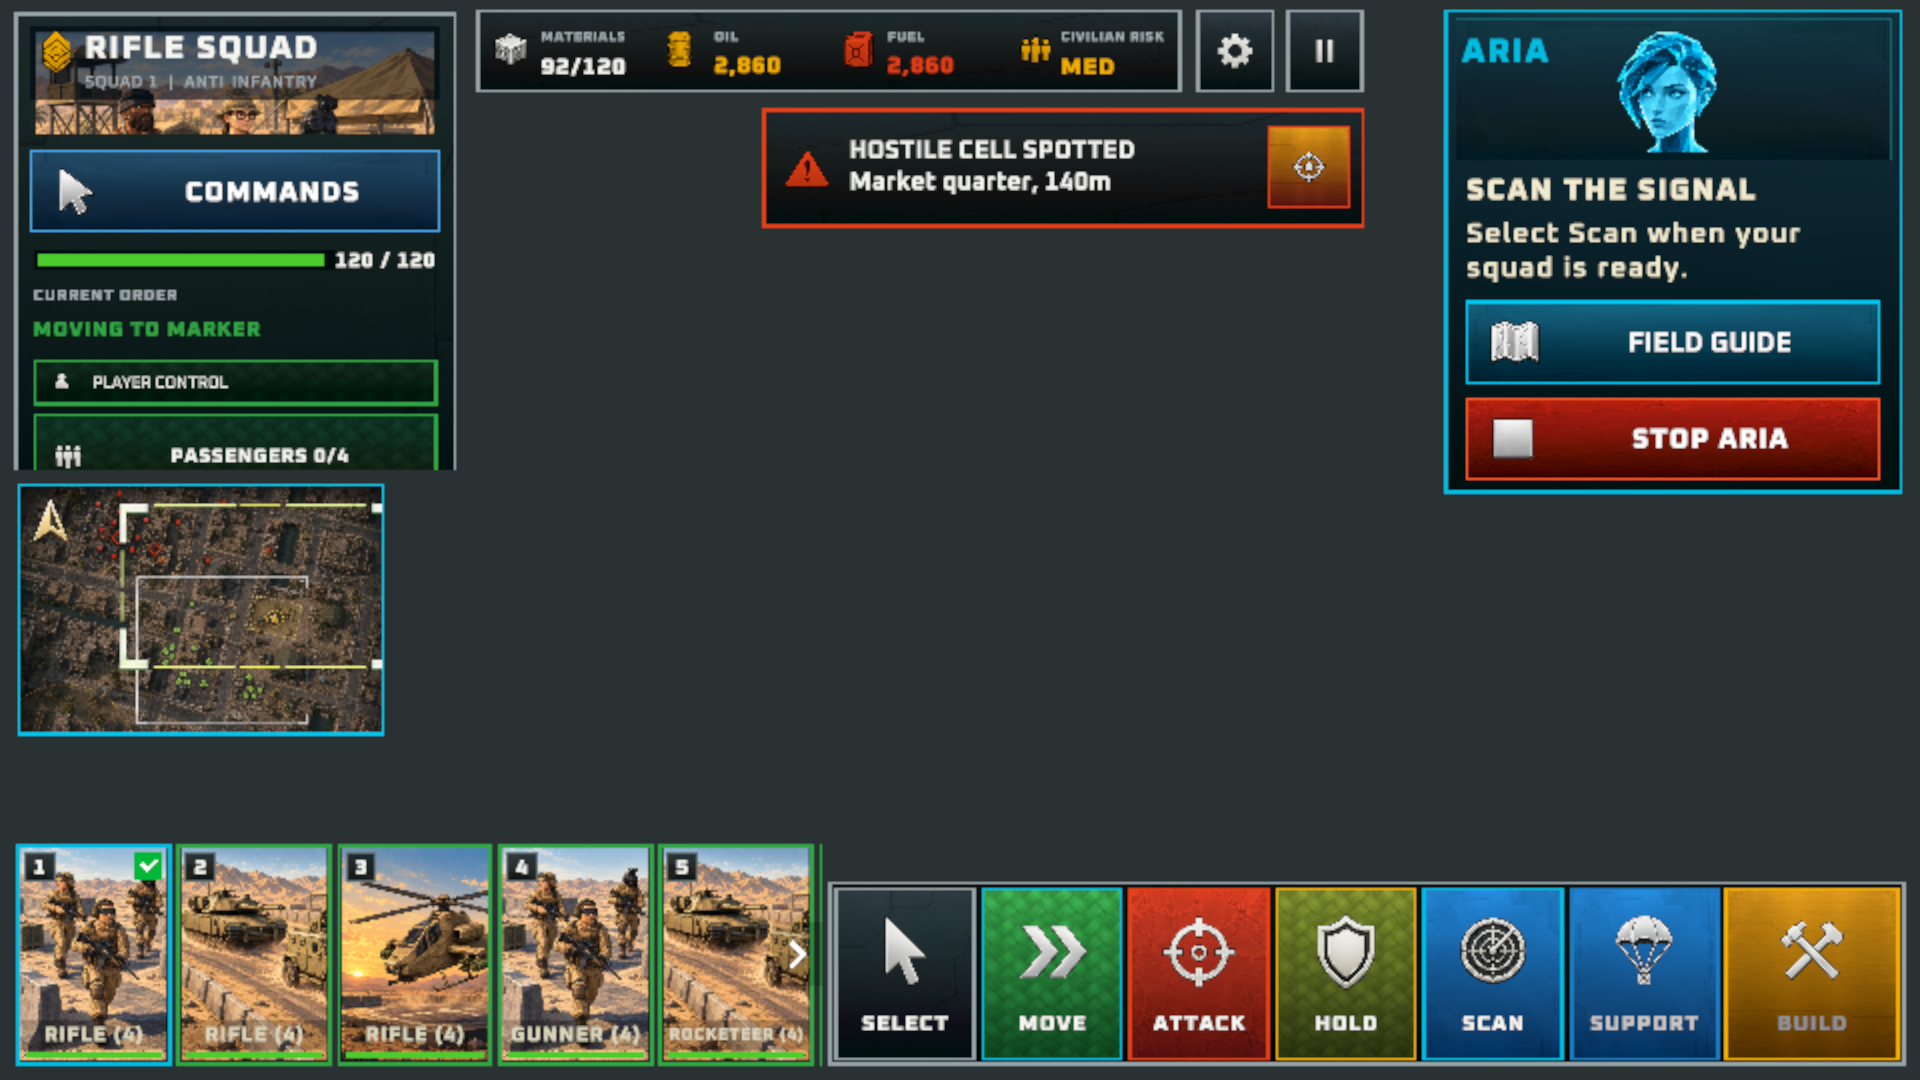 RIFLE SQUAD
SQUAD 1 | ANTI INFANTRY
COMMANDS
120 / 120
CURRENT ORDER
MOVING TO MARKER
PLAYER CONTROL
PASSENGERS 0/4
MATERIALS
92/120
OIL
2,860
FUEL
2,860
CIVILIAN RISK
MED
HOSTILE CELL SPOTTED
Market quarter, 140m
ARIA
SCAN THE SIGNAL
Select Scan when your
squad is ready.
FIELD GUIDE
STOP ARIA
1
RIFLE (4)
2
RIFLE (4)
3
RIFLE (4)
4
GUNNER (4)
5
ROCKETEER (4)
SELECT
MOVE
ATTACK
HOLD
SCAN
SUPPORT
BUILD